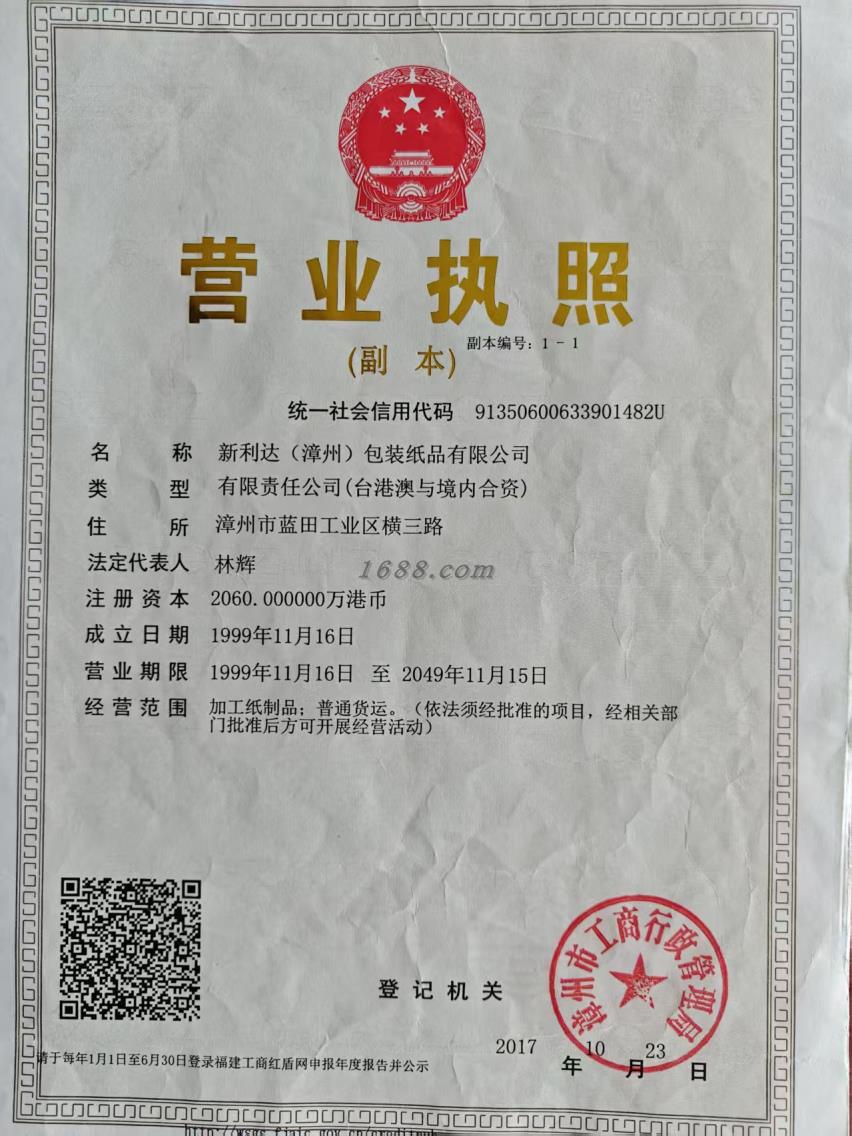 营业执照
(副本)
副本编号：1-1
统一社会信用代码 91350600633901482U
名称 新利达（漳州）包装纸品有限公司
类型 有限责任公司(台港澳与境内合资)
住所 漳州市蓝田工业区横三路
法定代表人 林辉
1688.com
注册资本 2060.000000万港币
成立日期 1999年11月16日
营业期限 1999年11月16日 至 2049年11月15日
经营范围 加工纸制品；普通货运。（依法须经批准的项目，经相关部
门批准后方可开展经营活动）
漳州市工商行政管理局
登记机关
2017年10月23日
请于每年1月1日至6月30日登录福建工商红盾网申报年度报告并公示